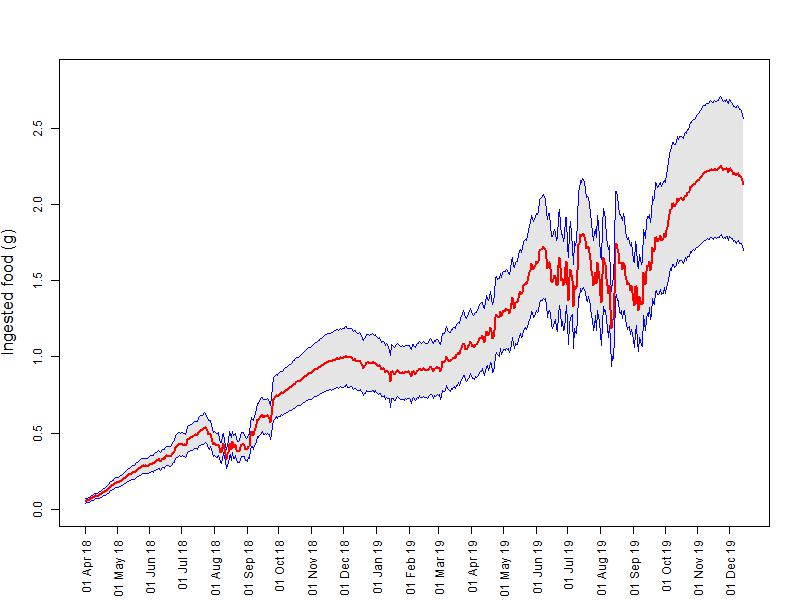 Ingested food (g)
2.5
2.0
1.5
1.0
0.5
0.0
01 Apr 18
01 May 18
01 Jun 18
01 Jul 18
01 Aug 18
01 Sep 18
01 Oct 18
01 Nov 18
01 Dec 18
01 Jan 19
01 Feb 19
01 Mar 19
01 Apr 19
01 May 19
01 Jun 19
01 Jul 19
01 Aug 19
01 Sep 19
01 Oct 19
01 Nov 19
01 Dec 19